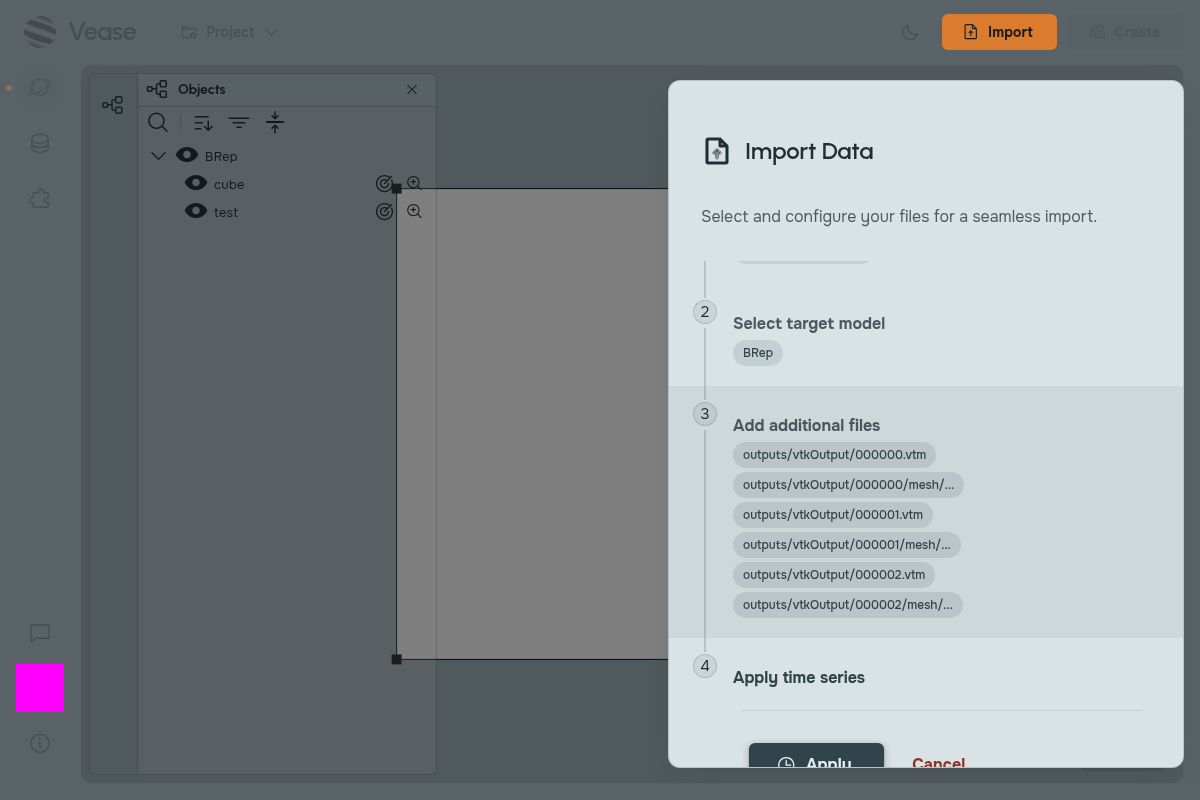 Vease
Project
Import
Create
Objects
BRep
cube
test
Import Data
Select and configure your files for a seamless import.
2
Select target model
BRep
3
Add additional files
outputs/vtkOutput/000000.vtm
outputs/vtkOutput/000000/mesh/...
outputs/vtkOutput/000001.vtm
outputs/vtkOutput/000001/mesh/...
outputs/vtkOutput/000002.vtm
outputs/vtkOutput/000002/mesh/...
4
Apply time series
Apply
Cancel